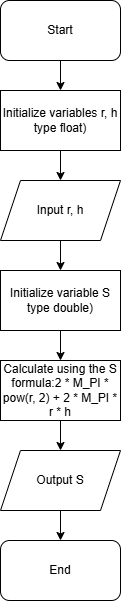 Start
Initialize variables r, h
type float)
Input r, h
Initialize variable S
type double)
Calculate using the S
formula:2 * M_PI *
pow(r, 2) + 2 * M_PI *
r * h
Output S
End